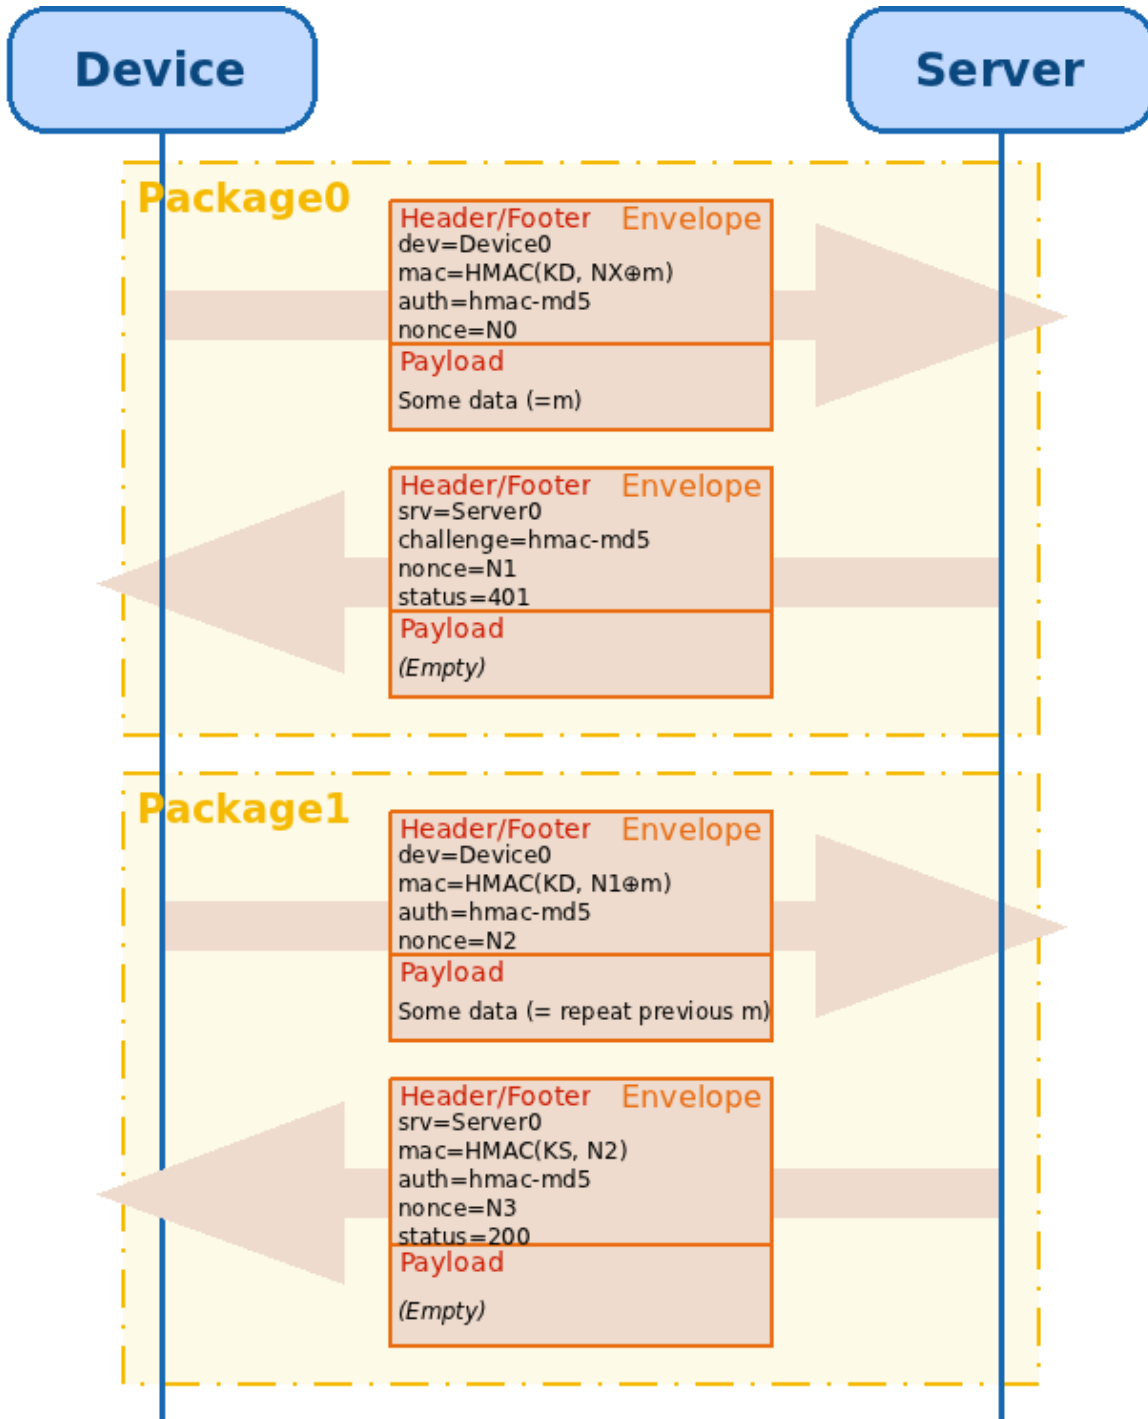 Device
Server
Package0
Header/Footer Envelope
dev=Device0
mac=HMAC(KD, NX⊕m)
auth=hmac-md5
nonce=N0
Payload
Some data (=m)
Header/Footer Envelope
srv=Server0
challenge=hmac-md5
nonce=N1
status=401
Payload
(Empty)
Package1
Header/Footer Envelope
dev=Device0
mac=HMAC(KD, N1⊕m)
auth=hmac-md5
nonce=N2
Payload
Some data (= repeat previous m)
Header/Footer Envelope
srv=Server0
mac=HMAC(KS, N2)
auth=hmac-md5
nonce=N3
status=200
Payload
(Empty)